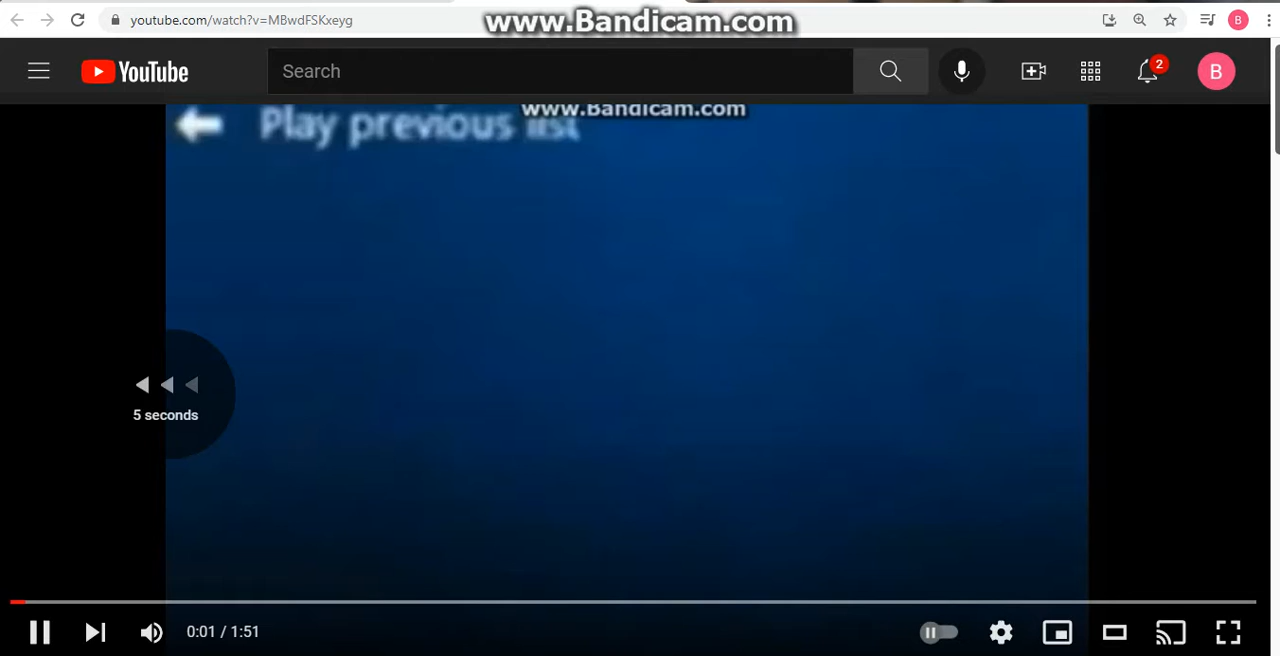 youtube.com/watch?v=MBwdFSKxeyg
www.Bandicam.com
B
YouTube
Search
2
B
www.Bandicam.com
Play previous list
5 seconds
0:01 / 1:51